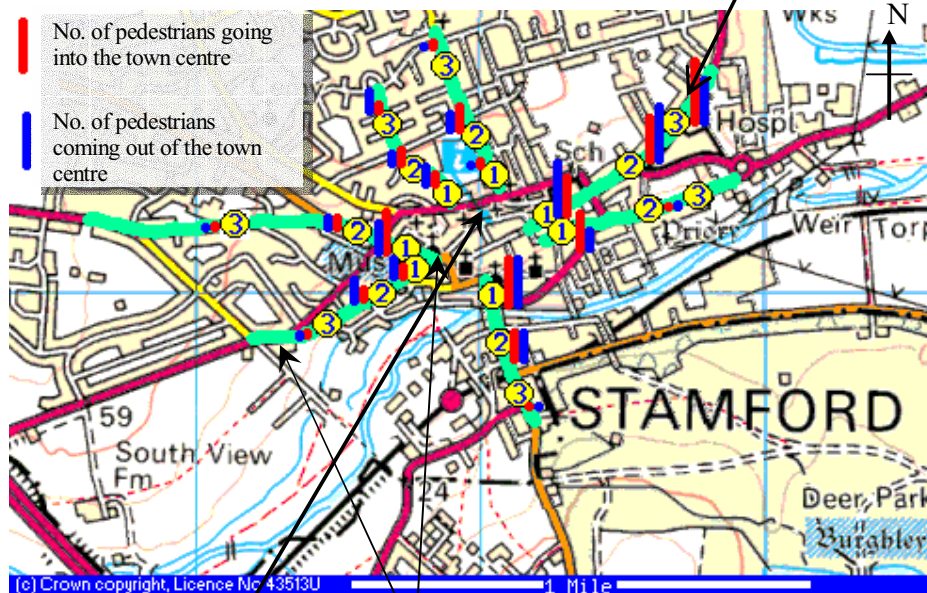 No. of pedestrians going
into the town centre
No. of pedestrians
coming out of the town
centre
N
Wks
Hospl
Sch
3
3
3
2
2
2
1
1
1
2
3
3
2
1
1
Priory
Weir
Torp
Mus
1
2
3
1
2
3
STAMFORD
59
South View
Fm
24
Deer Park
Burghley
(c) Crown copyright, Licence No 43513U
1 Mile